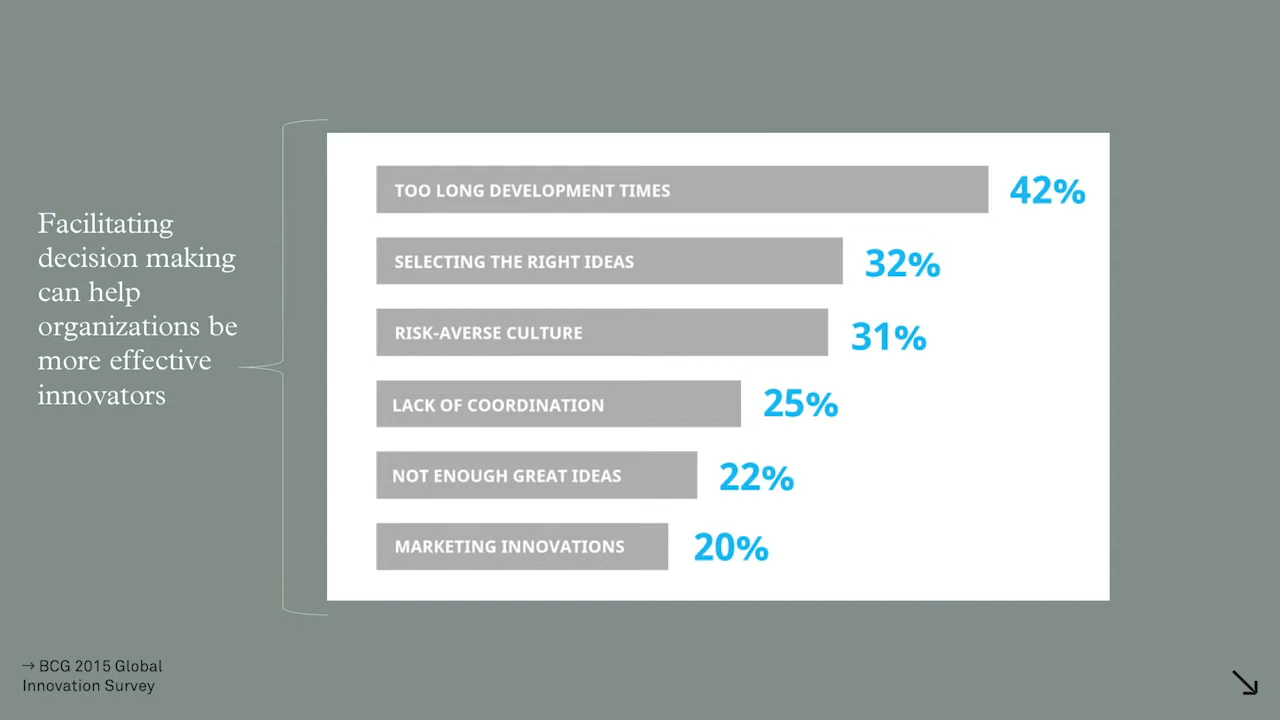 Facilitating
decision making
can help
organizations be
more effective
innovators
TOO LONG DEVELOPMENT TIMES 42%
SELECTING THE RIGHT IDEAS 32%
RISK-AVERSE CULTURE 31%
LACK OF COORDINATION 25%
NOT ENOUGH GREAT IDEAS 22%
MARKETING INNOVATIONS 20%
→ BCG 2015 Global
Innovation Survey